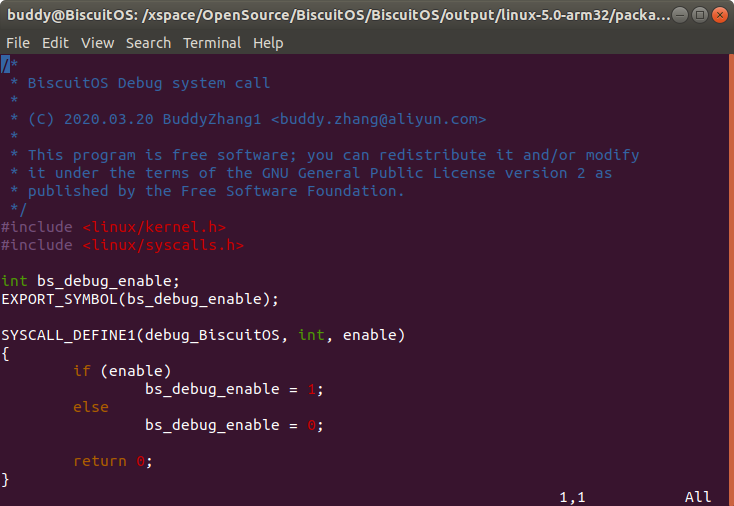 buddy@BiscuitOS: /xspace/OpenSource/BiscuitOS/BiscuitOS/output/linux-5.0-arm32/packa...
File Edit View Search Terminal Help
/*
 * BiscuitOS Debug system call
 *
 * (C) 2020.03.20 BuddyZhang1 <buddy.zhang@aliyun.com>
 *
 * This program is free software; you can redistribute it and/or modify
 * it under the terms of the GNU General Public License version 2 as
 * published by the Free Software Foundation.
 */
#include <linux/kernel.h>
#include <linux/syscalls.h>

int bs_debug_enable;
EXPORT_SYMBOL(bs_debug_enable);

SYSCALL_DEFINE1(debug_BiscuitOS, int, enable)
{
        if (enable)
                bs_debug_enable = 1;
        else
                bs_debug_enable = 0;

        return 0;
}
1,1 All